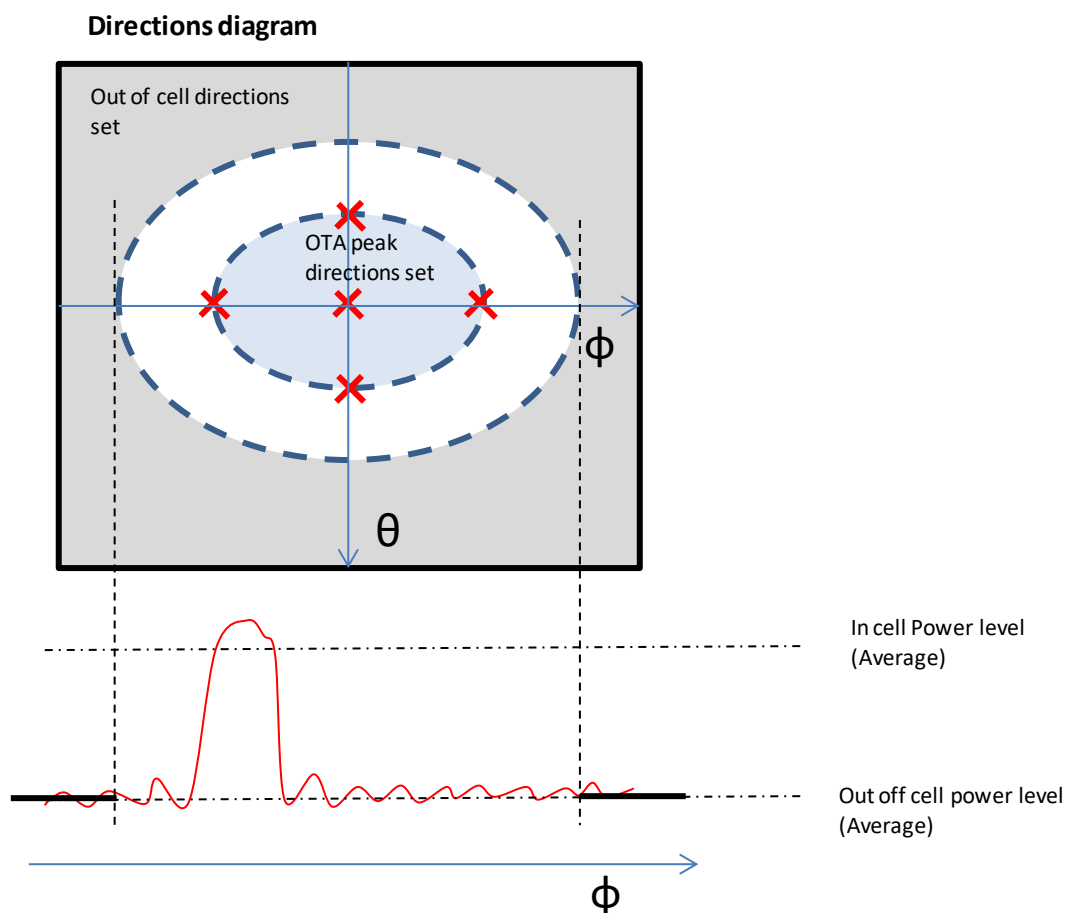 Directions diagram
Out of cell directions
set
OTA peak
directions set
ϕ
θ
In cell Power level
(Average)
Out off cell power level
(Average)
ϕ